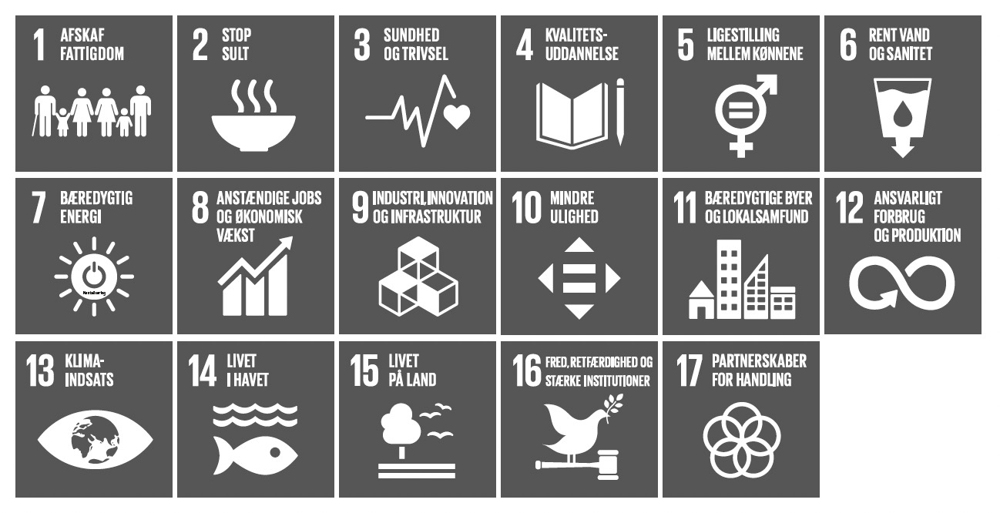 1 AFSKAF
FATTIGDOM
2 STOP
SULT
3 SUNDHED
OG TRIVSEL
4 KVALITETS-
UDDANNELSE
5 LIGESTILLING
MELLEM KØNNENE
6 RENT VAND
OG SANITET
7 BÆREDYGTIG
ENERGI
8 ANSTÆNDIGE JOBS
OG ØKONOMISK
VÆKST
9 INDUSTRI, INNOVATION
OG INFRASTRUKTUR
10 MINDRE
ULIGHED
11 BÆREDYGTIGE BYER
OG LOKALSAMFUND
12 ANSVARLIGT
FORBRUG
OG PRODUKTION
13 KLIMA-
INDSATS
14 LIVET
I HAVET
15 LIVET
PÅ LAND
16 FRED, RETFÆRDIGHED OG
STÆRKE INSTITUTIONER
17 PARTNERSKABER
FOR HANDLING